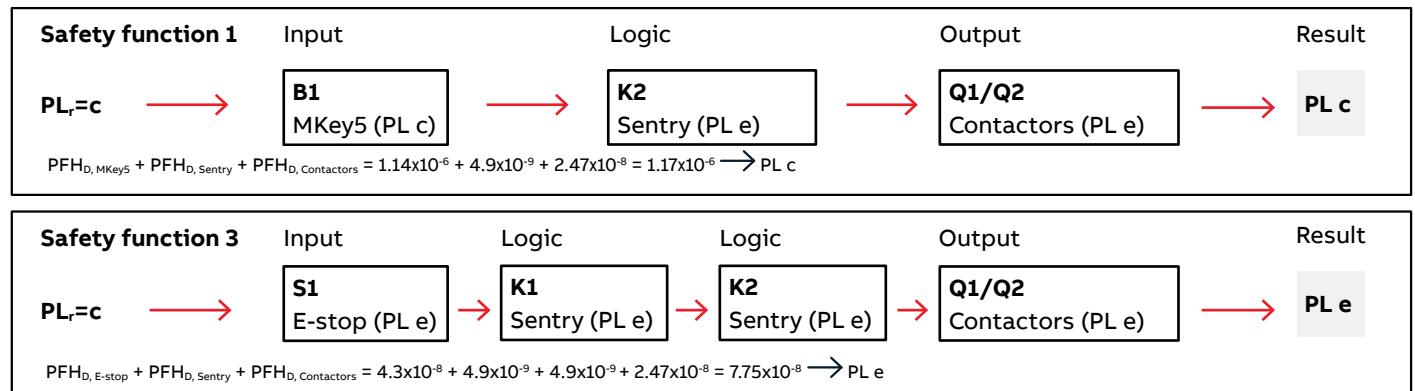 Safety function 1 Input Logic Output Result
PLr=c B1 K2 Q1/Q2 PL c
MKey5 (PL c) Sentry (PL e) Contactors (PL e)
PFHD, MKey5 + PFHD, Sentry + PFHD, Contactors = 1.14x10-6 + 4.9x10-9 + 2.47x10-8 = 1.17x10-6 → PL c
Safety function 3 Input Logic Logic Output Result
PLr=c S1 K1 K2 Q1/Q2 PL e
E-stop (PL e) Sentry (PL e) Sentry (PL e) Contactors (PL e)
PFHD, E-stop + PFHD, Sentry + PFHD, Contactors = 4.3x10-8 + 4.9x10-9 + 4.9x10-9 + 2.47x10-8 = 7.75x10-8 → PL e